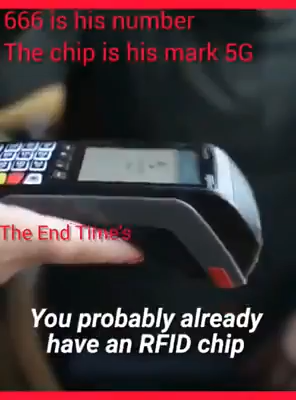 666 is his number
The chip is his mark 5G
The End Time's
You probably already
have an RFID chip